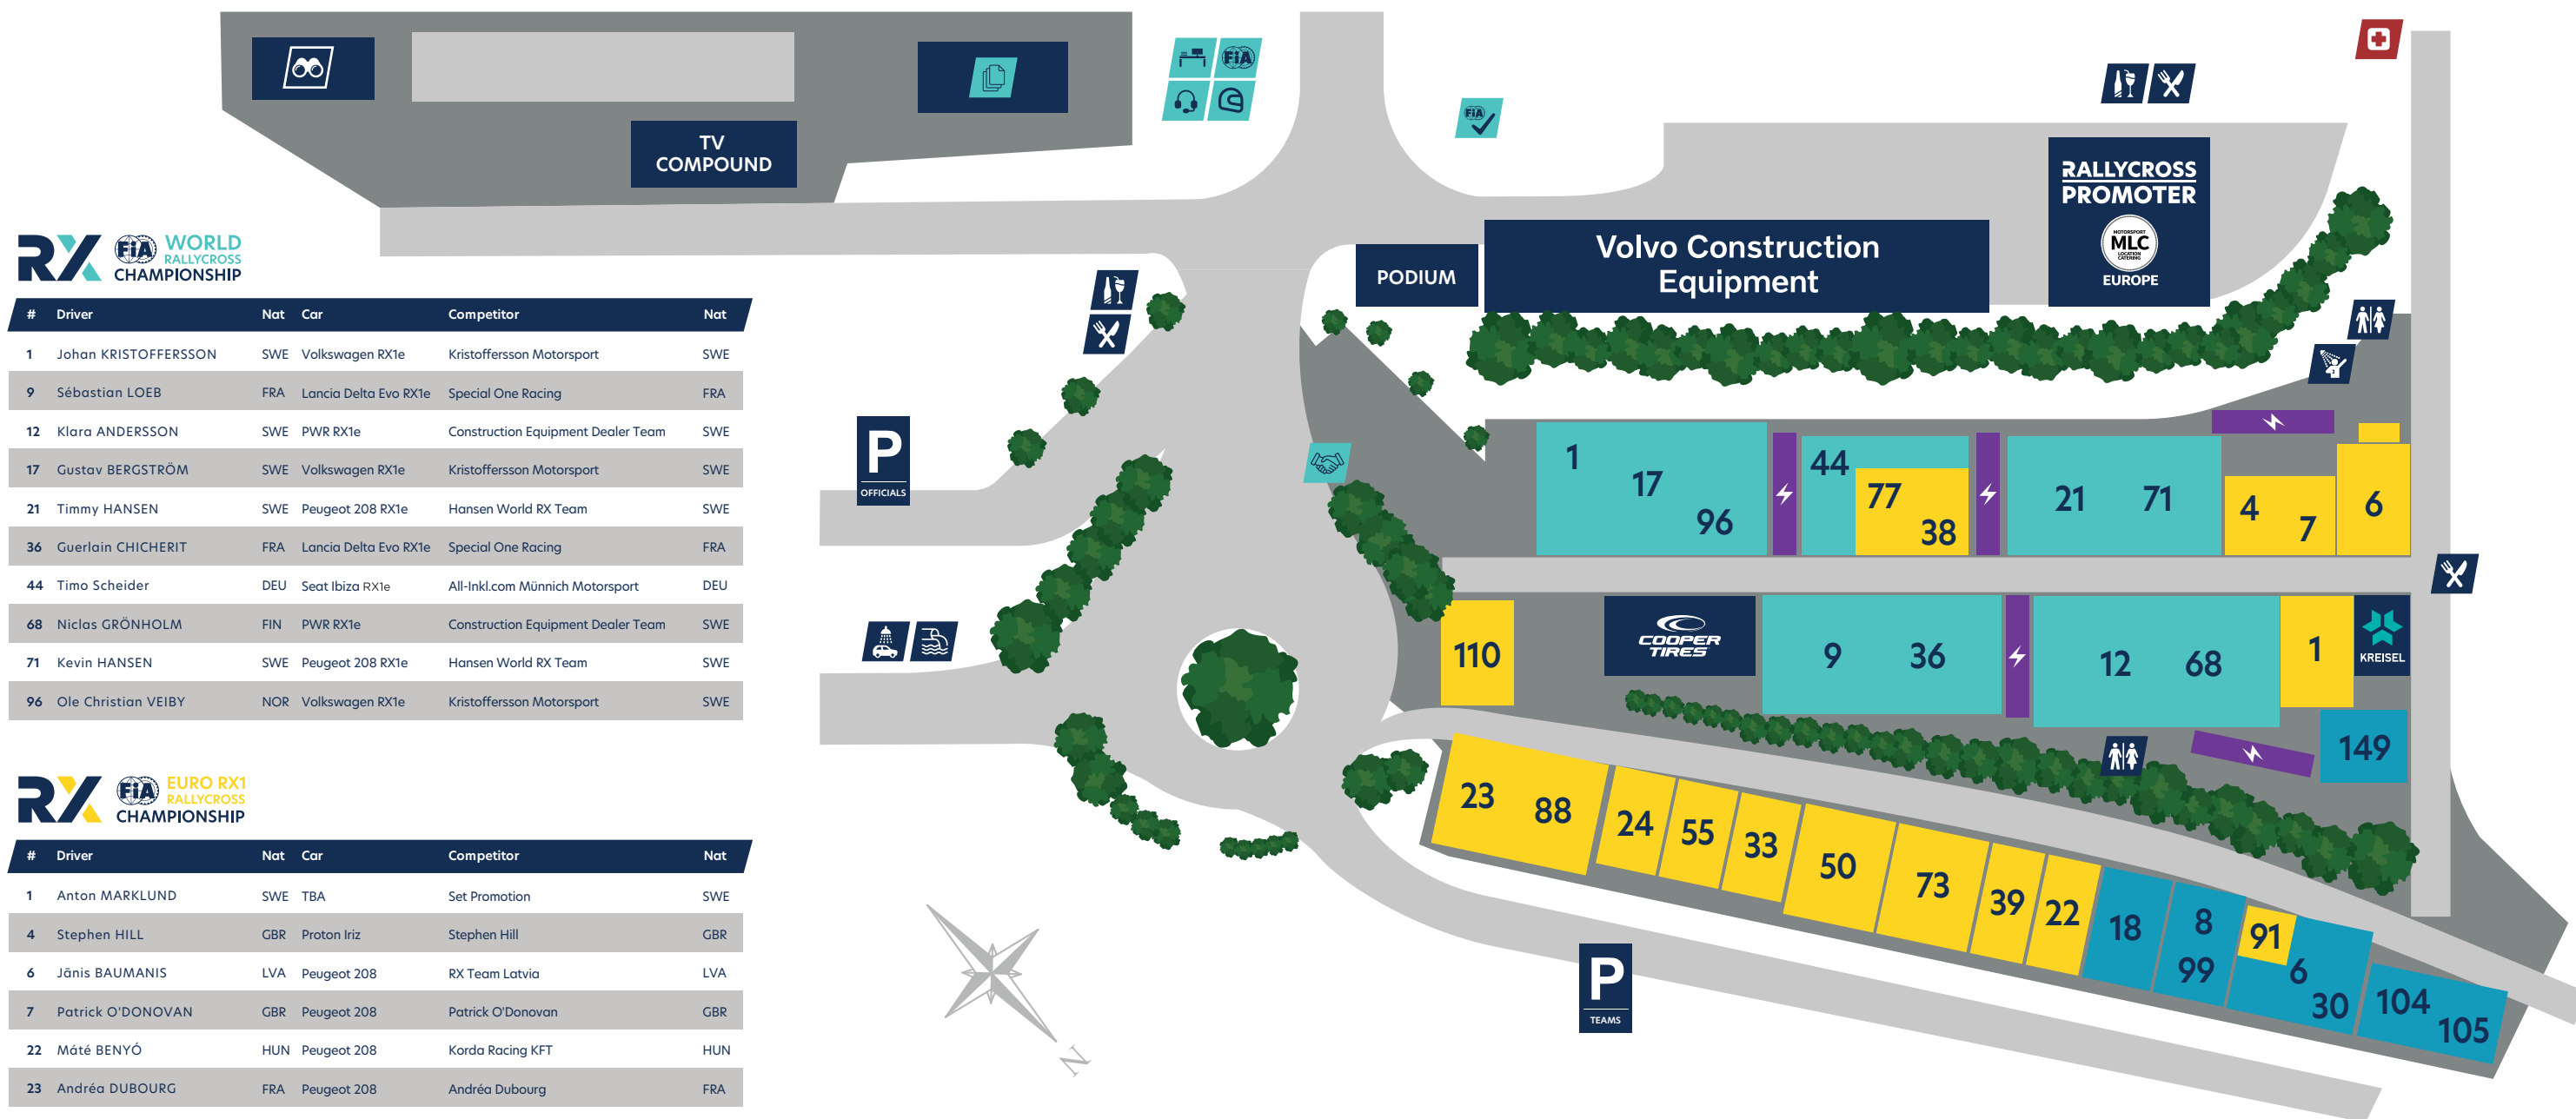 TV
COMPOUND
FiA
FiA
RALLYCROSS
PROMOTER
MOTORSPORT
MLC
LOCATION
CATERING
EUROPE
Volvo Construction
Equipment
PODIUM
P
OFFICIALS
RX FiA WORLD
RALLYCROSS
CHAMPIONSHIP
# Driver Nat Car Competitor Nat
1 Johan KRISTOFFERSSON SWE Volkswagen RX1e Kristoffersson Motorsport SWE
9 Sébastian LOEB FRA Lancia Delta Evo RX1e Special One Racing FRA
12 Klara ANDERSSON SWE PWR RX1e Construction Equipment Dealer Team SWE
17 Gustav BERGSTRÖM SWE Volkswagen RX1e Kristoffersson Motorsport SWE
21 Timmy HANSEN SWE Peugeot 208 RX1e Hansen World RX Team SWE
36 Guerlain CHICHERIT FRA Lancia Delta Evo RX1e Special One Racing FRA
44 Timo Scheider DEU Seat Ibiza RX1e All-Inkl.com Münnich Motorsport DEU
68 Niclas GRÖNHOLM FIN PWR RX1e Construction Equipment Dealer Team SWE
71 Kevin HANSEN SWE Peugeot 208 RX1e Hansen World RX Team SWE
96 Ole Christian VEIBY NOR Volkswagen RX1e Kristoffersson Motorsport SWE
RX FiA EURO RX1
RALLYCROSS
CHAMPIONSHIP
# Driver Nat Car Competitor Nat
1 Anton MARKLUND SWE TBA Set Promotion SWE
4 Stephen HILL GBR Proton Iriz Stephen Hill GBR
6 Jānis BAUMANIS LVA Peugeot 208 RX Team Latvia LVA
7 Patrick O'DONOVAN GBR Peugeot 208 Patrick O'Donovan GBR
22 Máté BENYÓ HUN Peugeot 208 Korda Racing KFT HUN
23 Andréa DUBOURG FRA Peugeot 208 Andréa Dubourg FRA
1 17 96
44 77 38
21 71
4 7
6
110
COOPER
TIRES
9 36
12 68
1
KREISEL
149
23 88
24
55
33
50
73
39
22
18
8
99
91
6
30
104
105
P
TEAMS
N